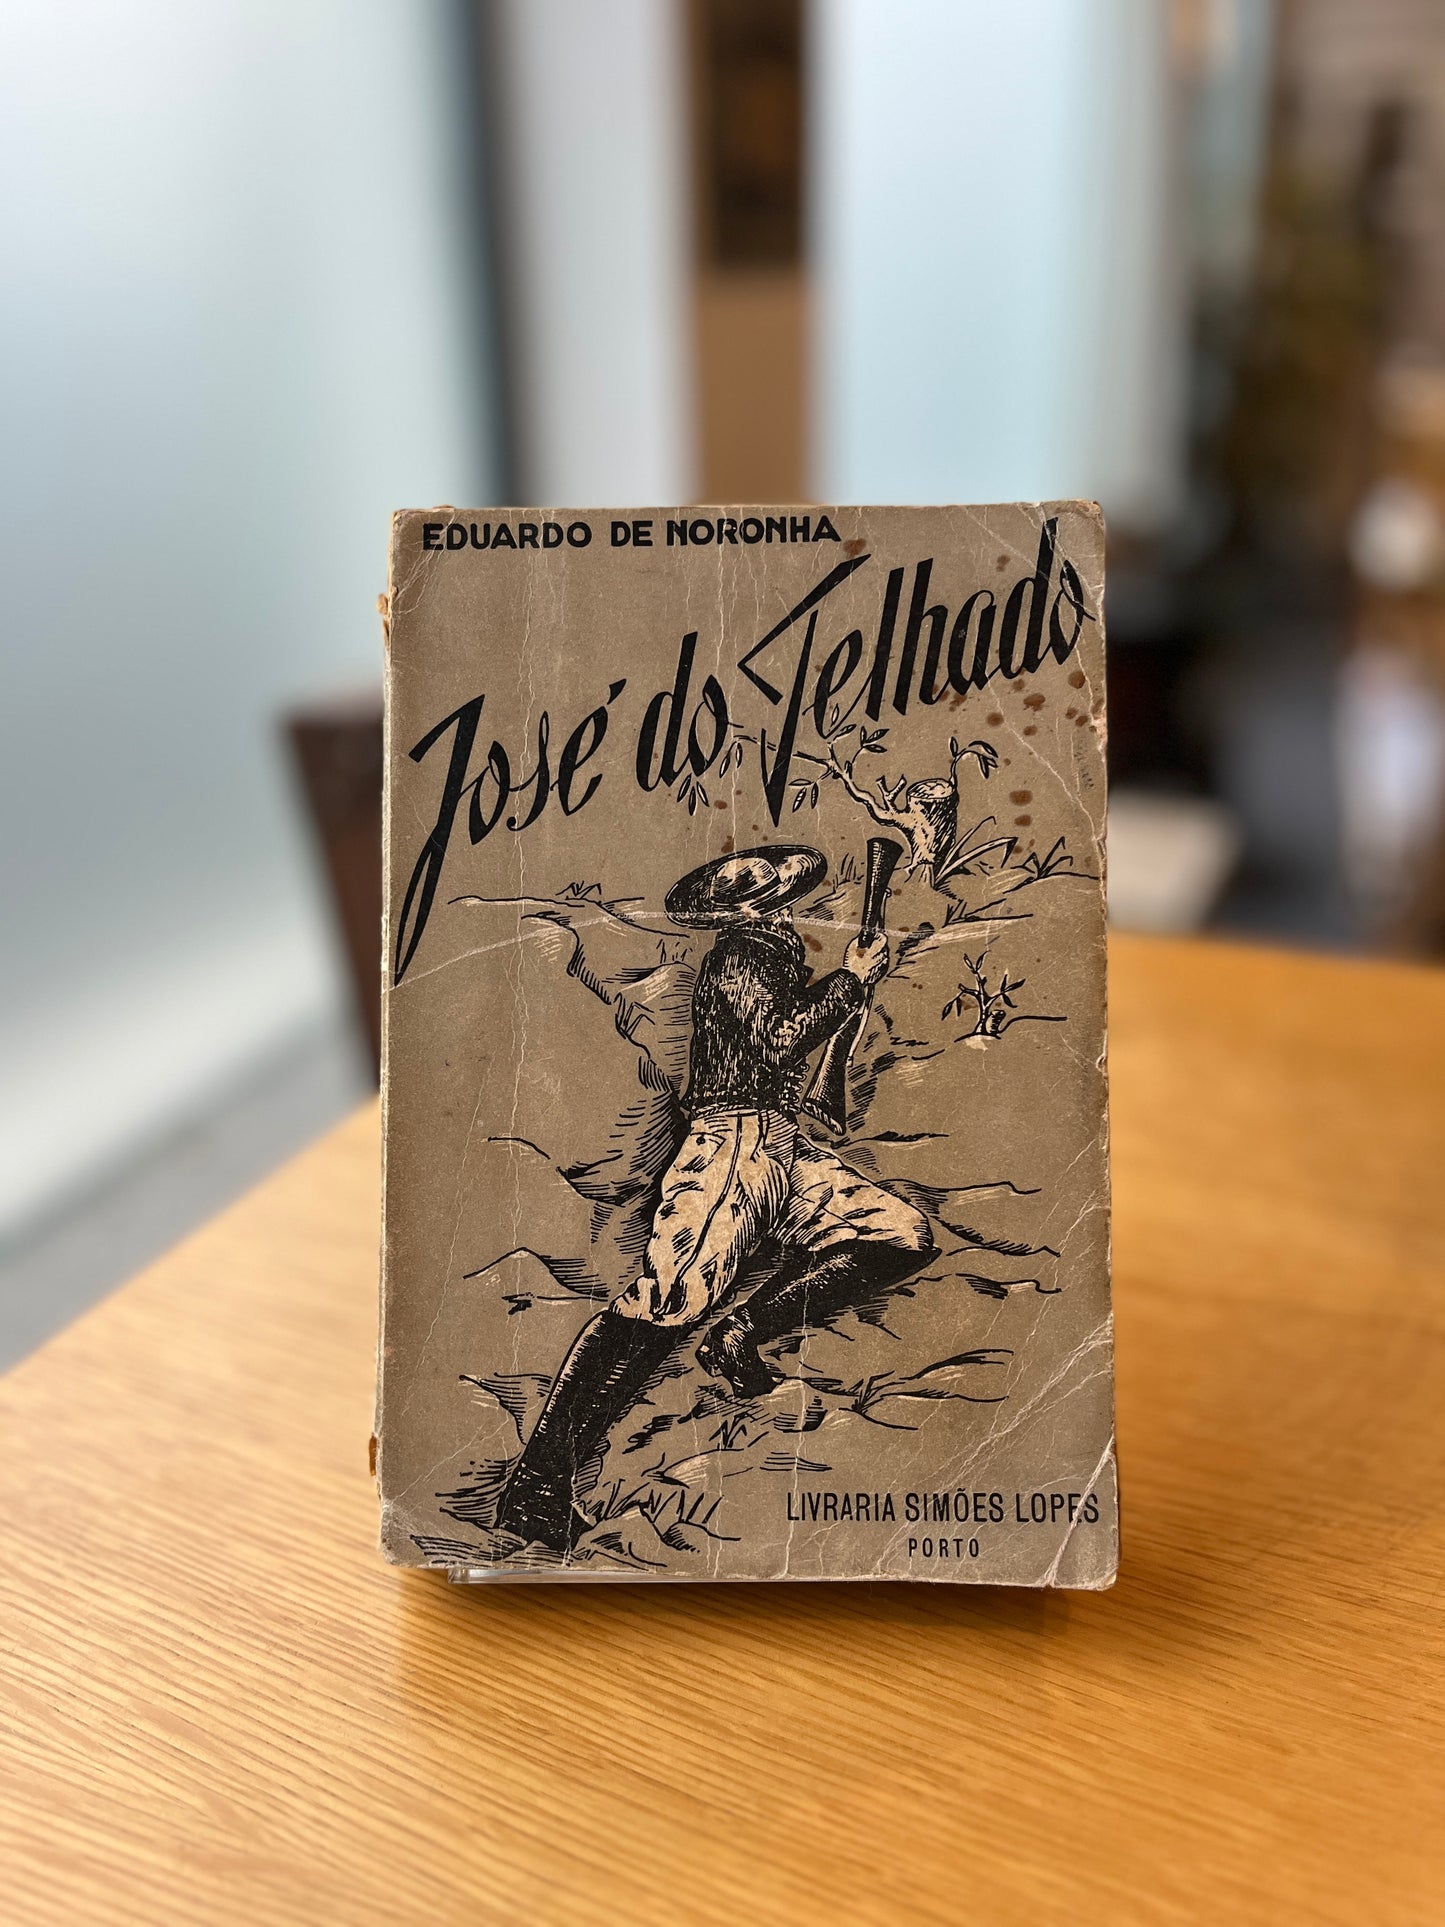 EDUARDO DE NORONHA
José do Telhado
LIVRARIA SIMÕES LOPES
PORTO